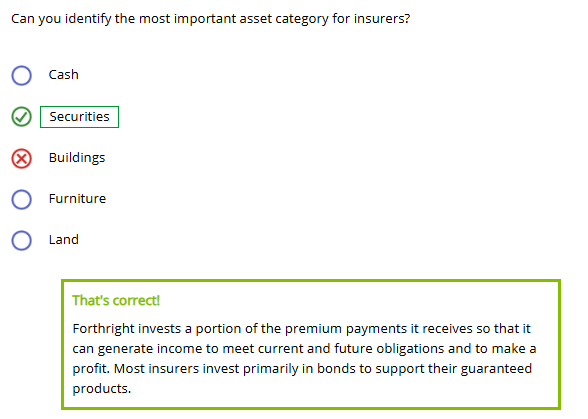 Can you identify the most important asset category for insurers?
Cash
Securities
Buildings
Furniture
Land
That's correct!
Forthright invests a portion of the premium payments it receives so that it
can generate income to meet current and future obligations and to make a
profit. Most insurers invest primarily in bonds to support their guaranteed
products.